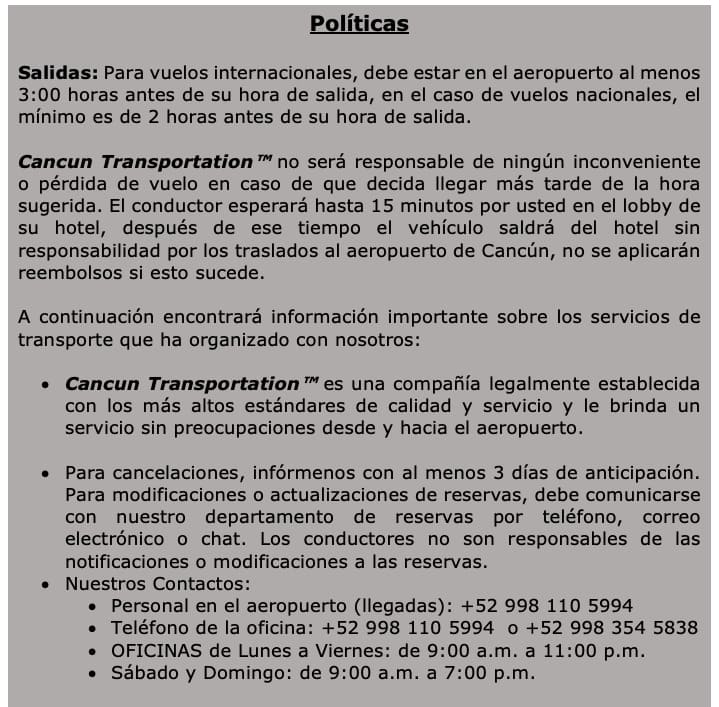 Políticas
Salidas: Para vuelos internacionales, debe estar en el aeropuerto al menos
3:00 horas antes de su hora de salida, en el caso de vuelos nacionales, el
mínimo es de 2 horas antes de su hora de salida.
Cancun Transportation™ no será responsable de ningún inconveniente
o pérdida de vuelo en caso de que decida llegar más tarde de la hora
sugerida. El conductor esperará hasta 15 minutos por usted en el lobby de
su hotel, después de ese tiempo el vehículo saldrá del hotel sin
responsabilidad por los traslados al aeropuerto de Cancún, no se aplicarán
reembolsos si esto sucede.
A continuación encontrará información importante sobre los servicios de
transporte que ha organizado con nosotros:
• Cancun Transportation™ es una compañía legalmente establecida
con los más altos estándares de calidad y servicio y le brinda un
servicio sin preocupaciones desde y hacia el aeropuerto.
• Para cancelaciones, infórmenos con al menos 3 días de anticipación.
Para modificaciones o actualizaciones de reservas, debe comunicarse
con nuestro departamento de reservas por teléfono, correo
electrónico o chat. Los conductores no son responsables de las
notificaciones o modificaciones a las reservas.
• Nuestros Contactos:
• Personal en el aeropuerto (llegadas): +52 998 110 5994
• Teléfono de la oficina: +52 998 110 5994 o +52 998 354 5838
• OFICINAS de Lunes a Viernes: de 9:00 a.m. a 11:00 p.m.
• Sábado y Domingo: de 9:00 a.m. a 7:00 p.m.